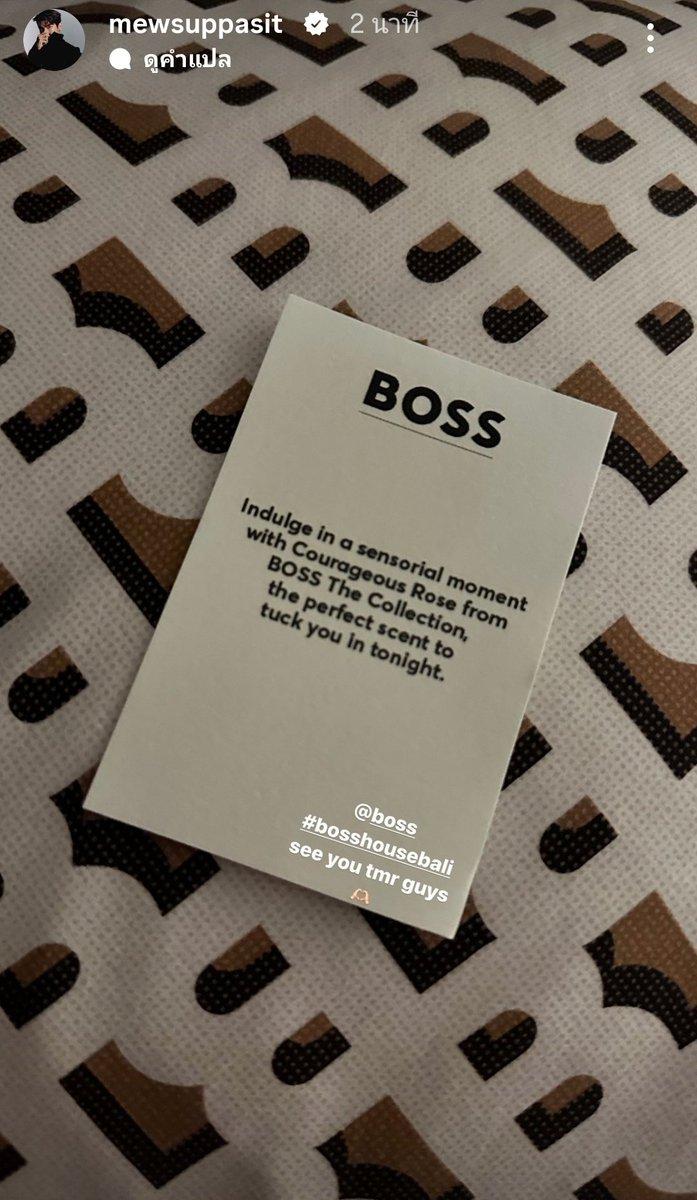 mewsuppasit 2 นาที
ดูคำแปล
BOSS
Indulge in a sensorial moment
with Courageous Rose from
BOSS The Collection,
the perfect scent to
tuck you in tonight.
@boss
#bosshousebali
see you tmr guys